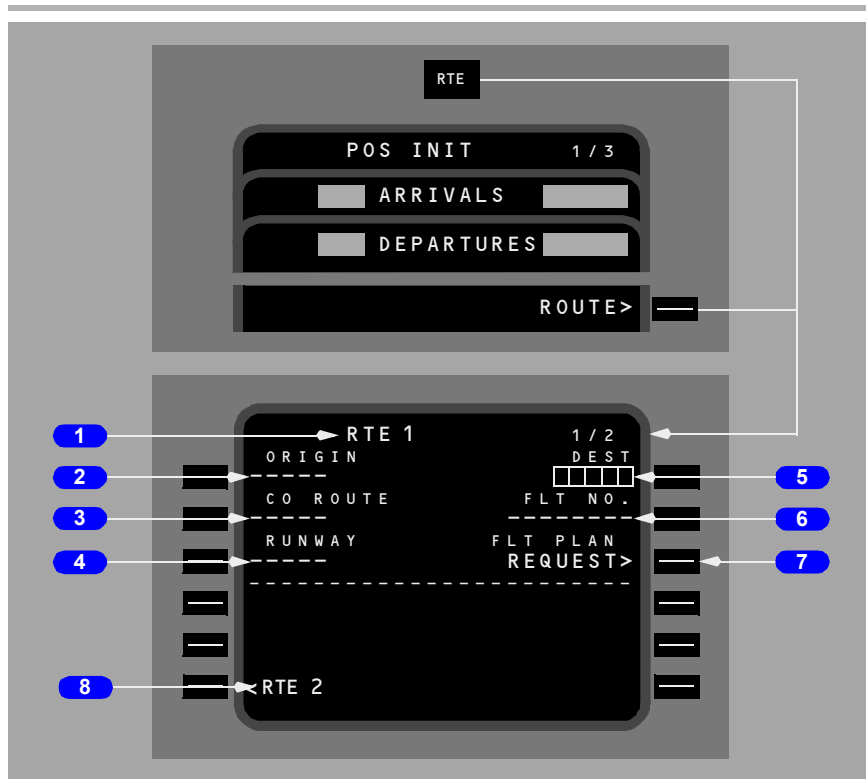 RTE
POS INIT 1/3
ARRIVALS
DEPARTURES
ROUTE>
1 RTE 1 1/2
ORIGIN DEST
2 ----- 5
CO ROUTE FLT NO.
3 ----- -------- 6
RUNWAY FLT PLAN
4 ----- REQUEST> 7
------------------------
8 <RTE 2